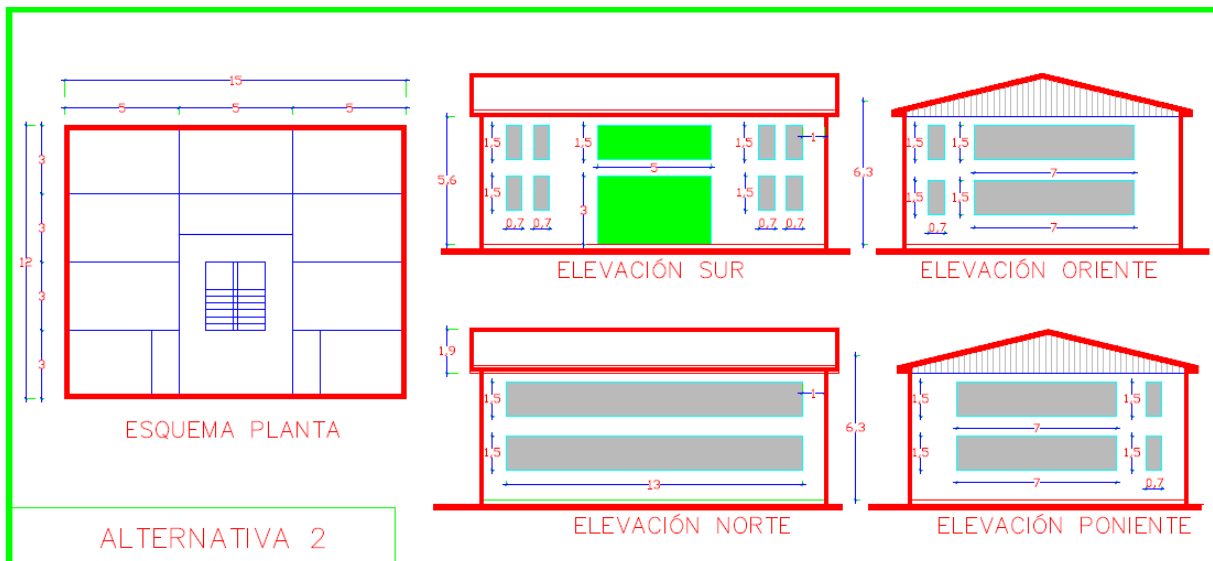 15
5 5 5
3
3
12
3
3
ESQUEMA PLANTA
ALTERNATIVA 2
1,5 1,5 1,5 1
5,6
5
1,5 3 1,5
0,7 0,7 0,7 0,7
ELEVACIÓN SUR
1,5 1,5
6,3
7
1,5 1,5
0,7 7
ELEVACIÓN ORIENTE
1,9
1,5 1
1,5
13
ELEVACIÓN NORTE
1,5 1,5
6,3
7
1,5 1,5
7 0,7
ELEVACIÓN PONIENTE